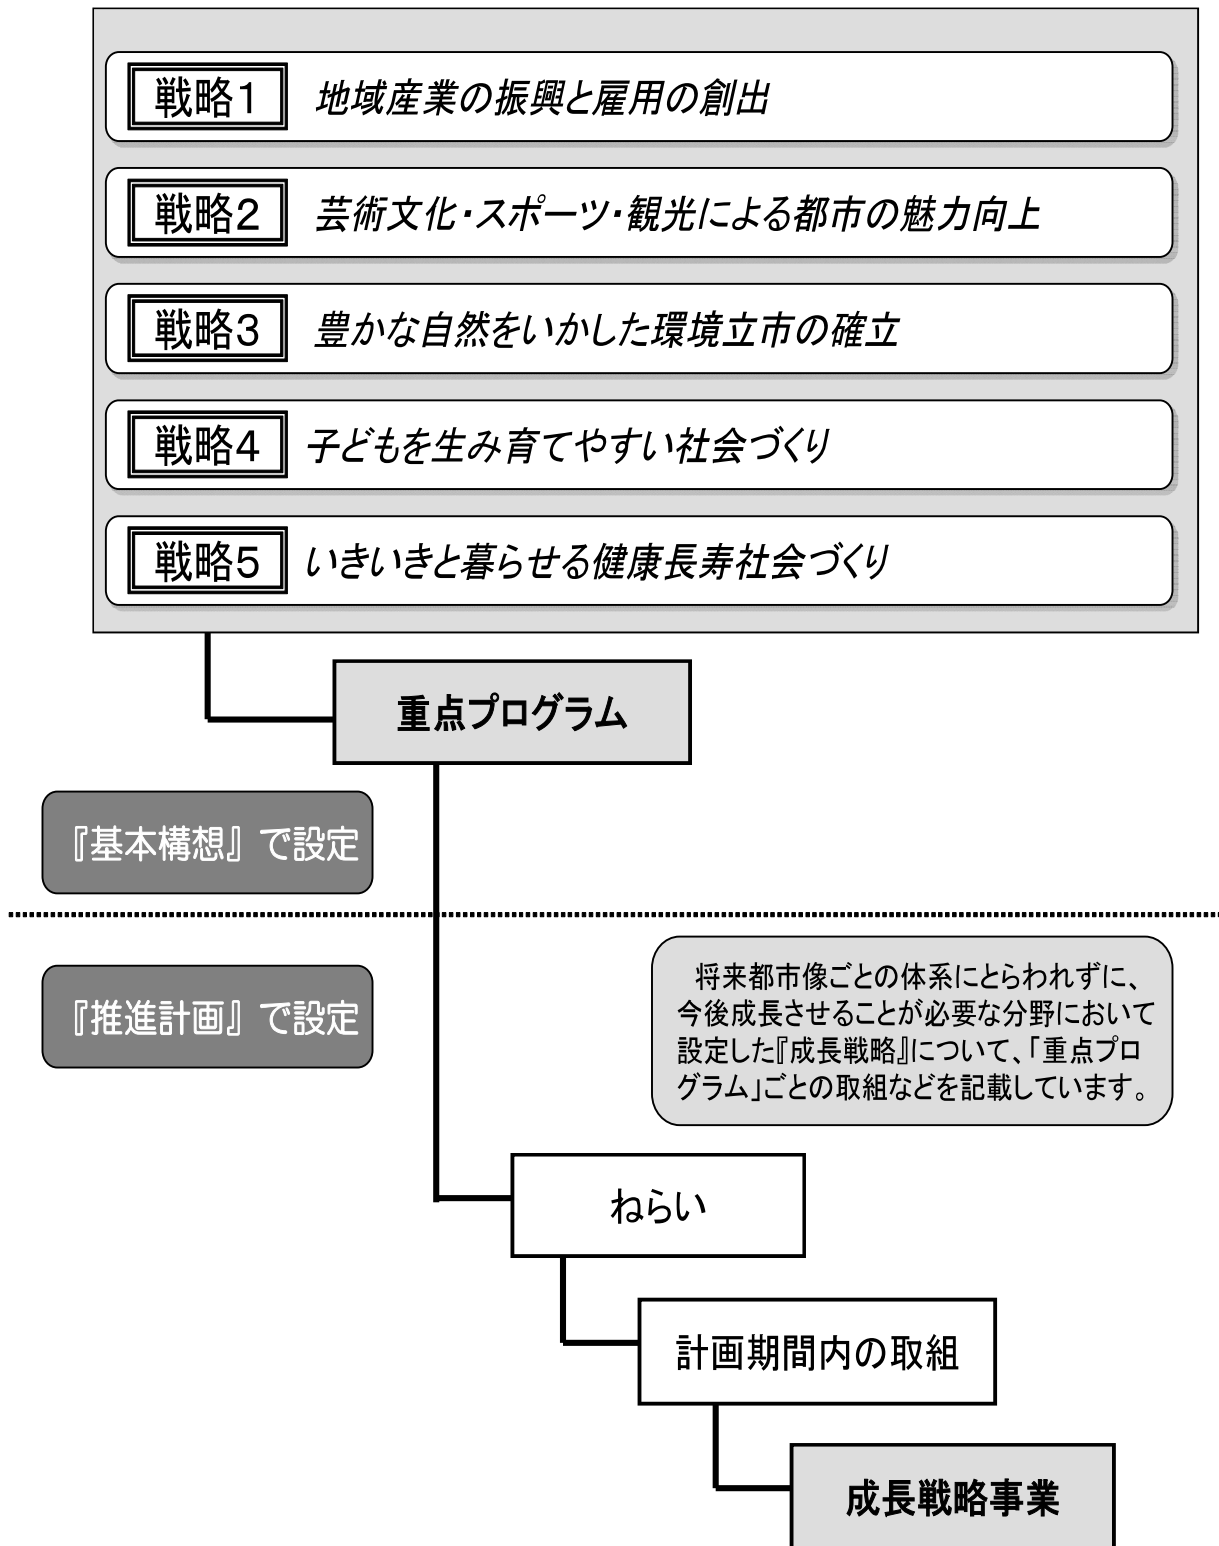 戦略1 地域産業の振興と雇用の創出
戦略2 芸術文化・スポーツ・観光による都市の魅力向上
戦略3 豊かな自然をいかした環境立市の確立
戦略4 子どもを生み育てやすい社会づくり
戦略5 いきいきと暮らせる健康長寿社会づくり
重点プログラム
『基本構想』で設定
『推進計画』で設定
将来都市像ごとの体系にとらわれずに、
今後成長させることが必要な分野において
設定した『成長戦略』について、「重点プロ
グラム」ごとの取組などを記載しています。
ねらい
計画期間内の取組
成長戦略事業